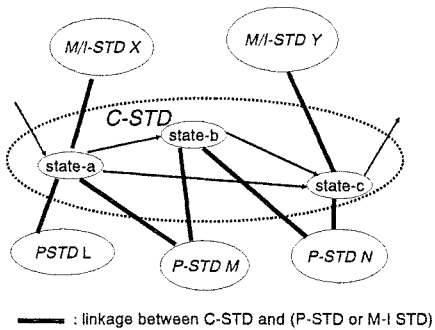 M/I-STD X
M/I-STD Y
C-STD
state-b
state-a
state-c
PSTD L
P-STD M
P-STD N
: linkage between C-STD and (P-STD or M-I STD)